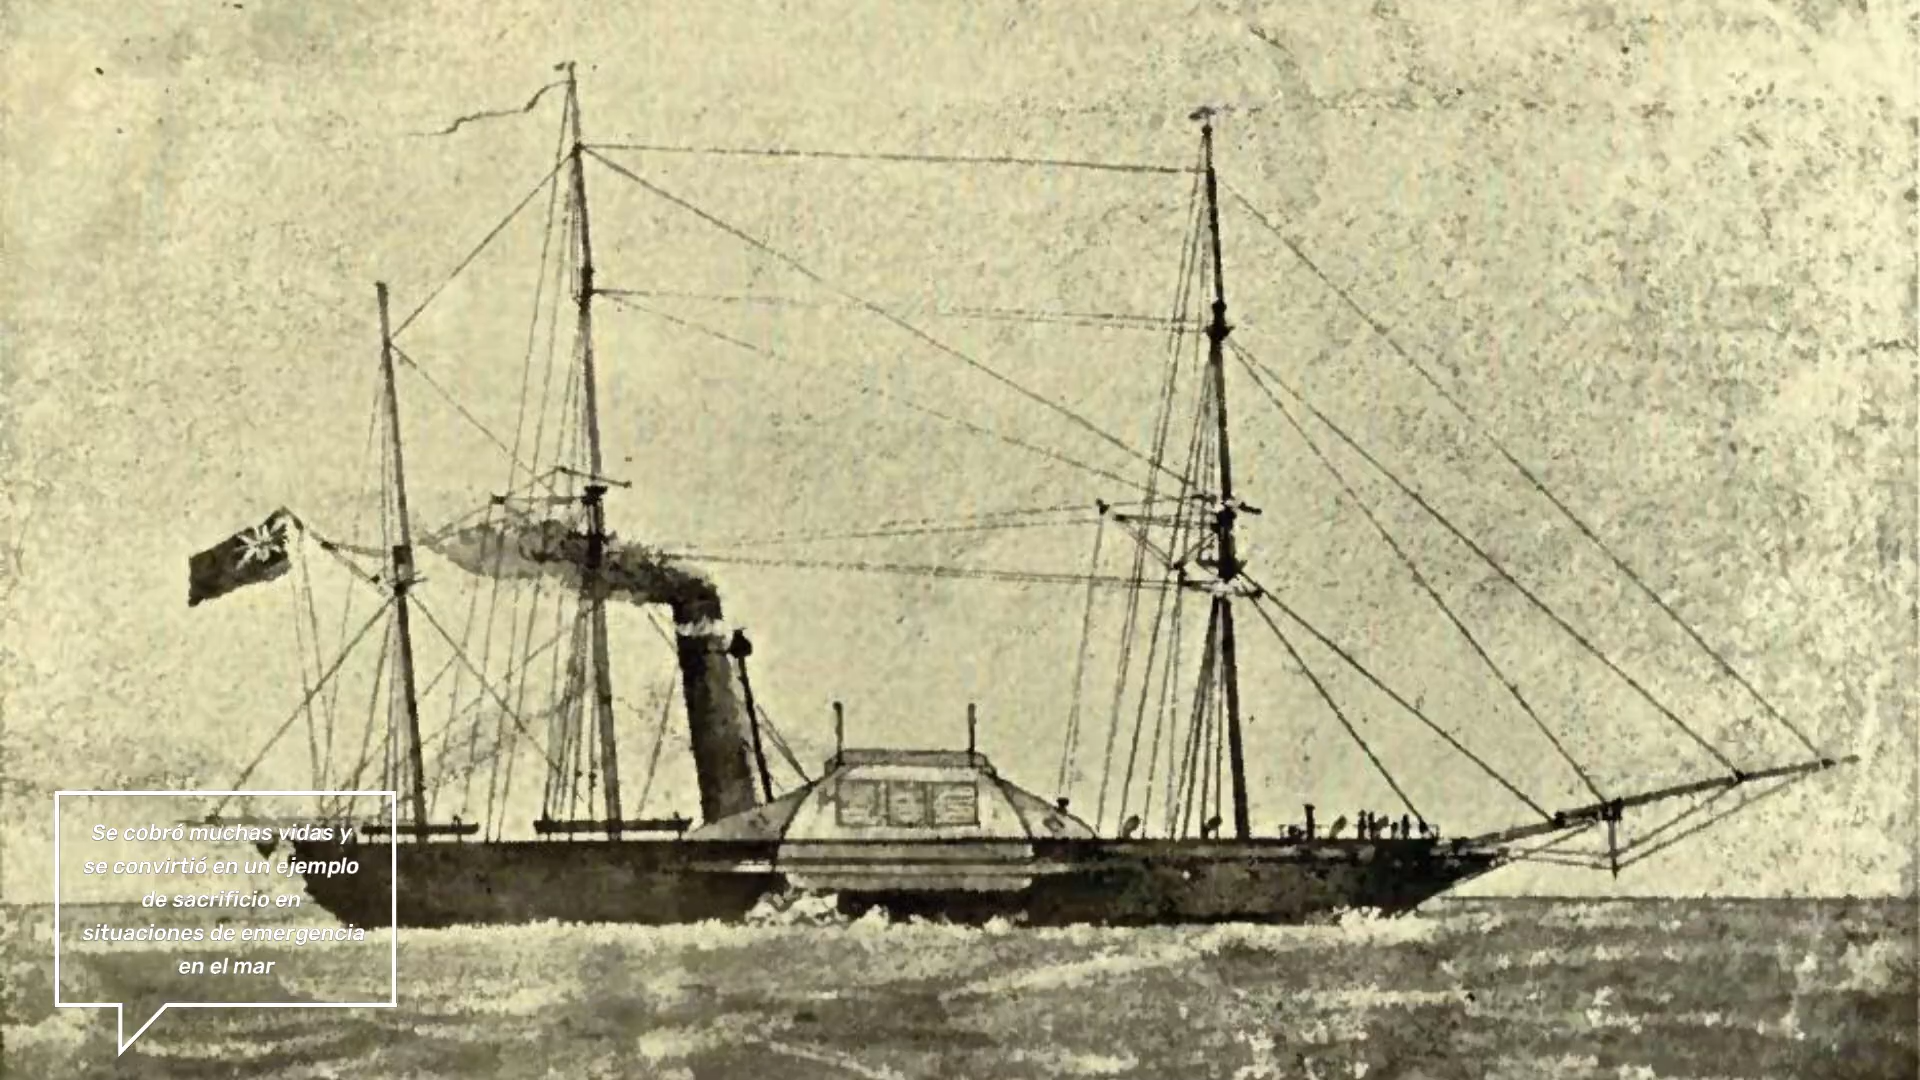 Se cobró muchas vidas y
se convirtió en un ejemplo
de sacrificio en
situaciones de emergencia
en el mar